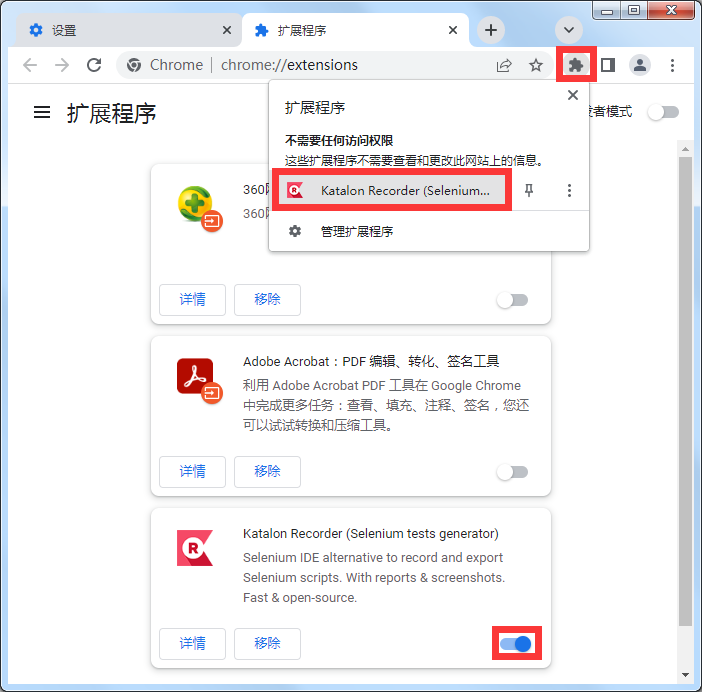 设置
扩展程序
Chrome | chrome://extensions
扩展程序
者模式
扩展程序
不需要任何访问权限
这些扩展程序不需要查看和更改此网站上的信息。
Katalon Recorder (Selenium...
管理扩展程序
360
360
详情
移除
Adobe Acrobat：PDF 编辑、转化、签名工具
利用 Adobe Acrobat PDF 工具在 Google Chrome
中完成更多任务：查看、填充、注释、签名，您还
可以试试转换和压缩工具。
详情
移除
R
Katalon Recorder (Selenium tests generator)
Selenium IDE alternative to record and export
Selenium scripts. With reports & screenshots.
Fast & open-source.
详情
移除